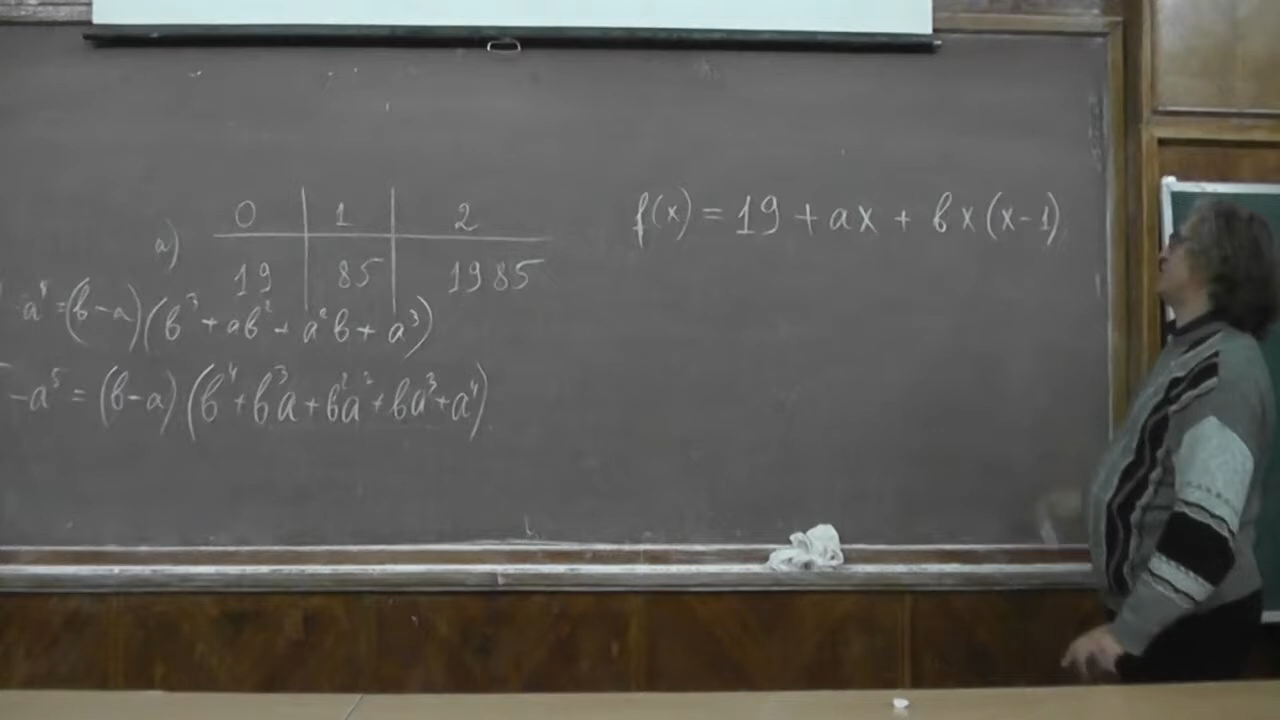 а) 0 1 2
19 85 1985
-a⁴=(b-a)(b³+ab²+a²b+a³)
-a⁵=(b-a)(b⁴+b³a+b²a²+ba³+a⁴)
f(x)=19+ax+bx(x-1)